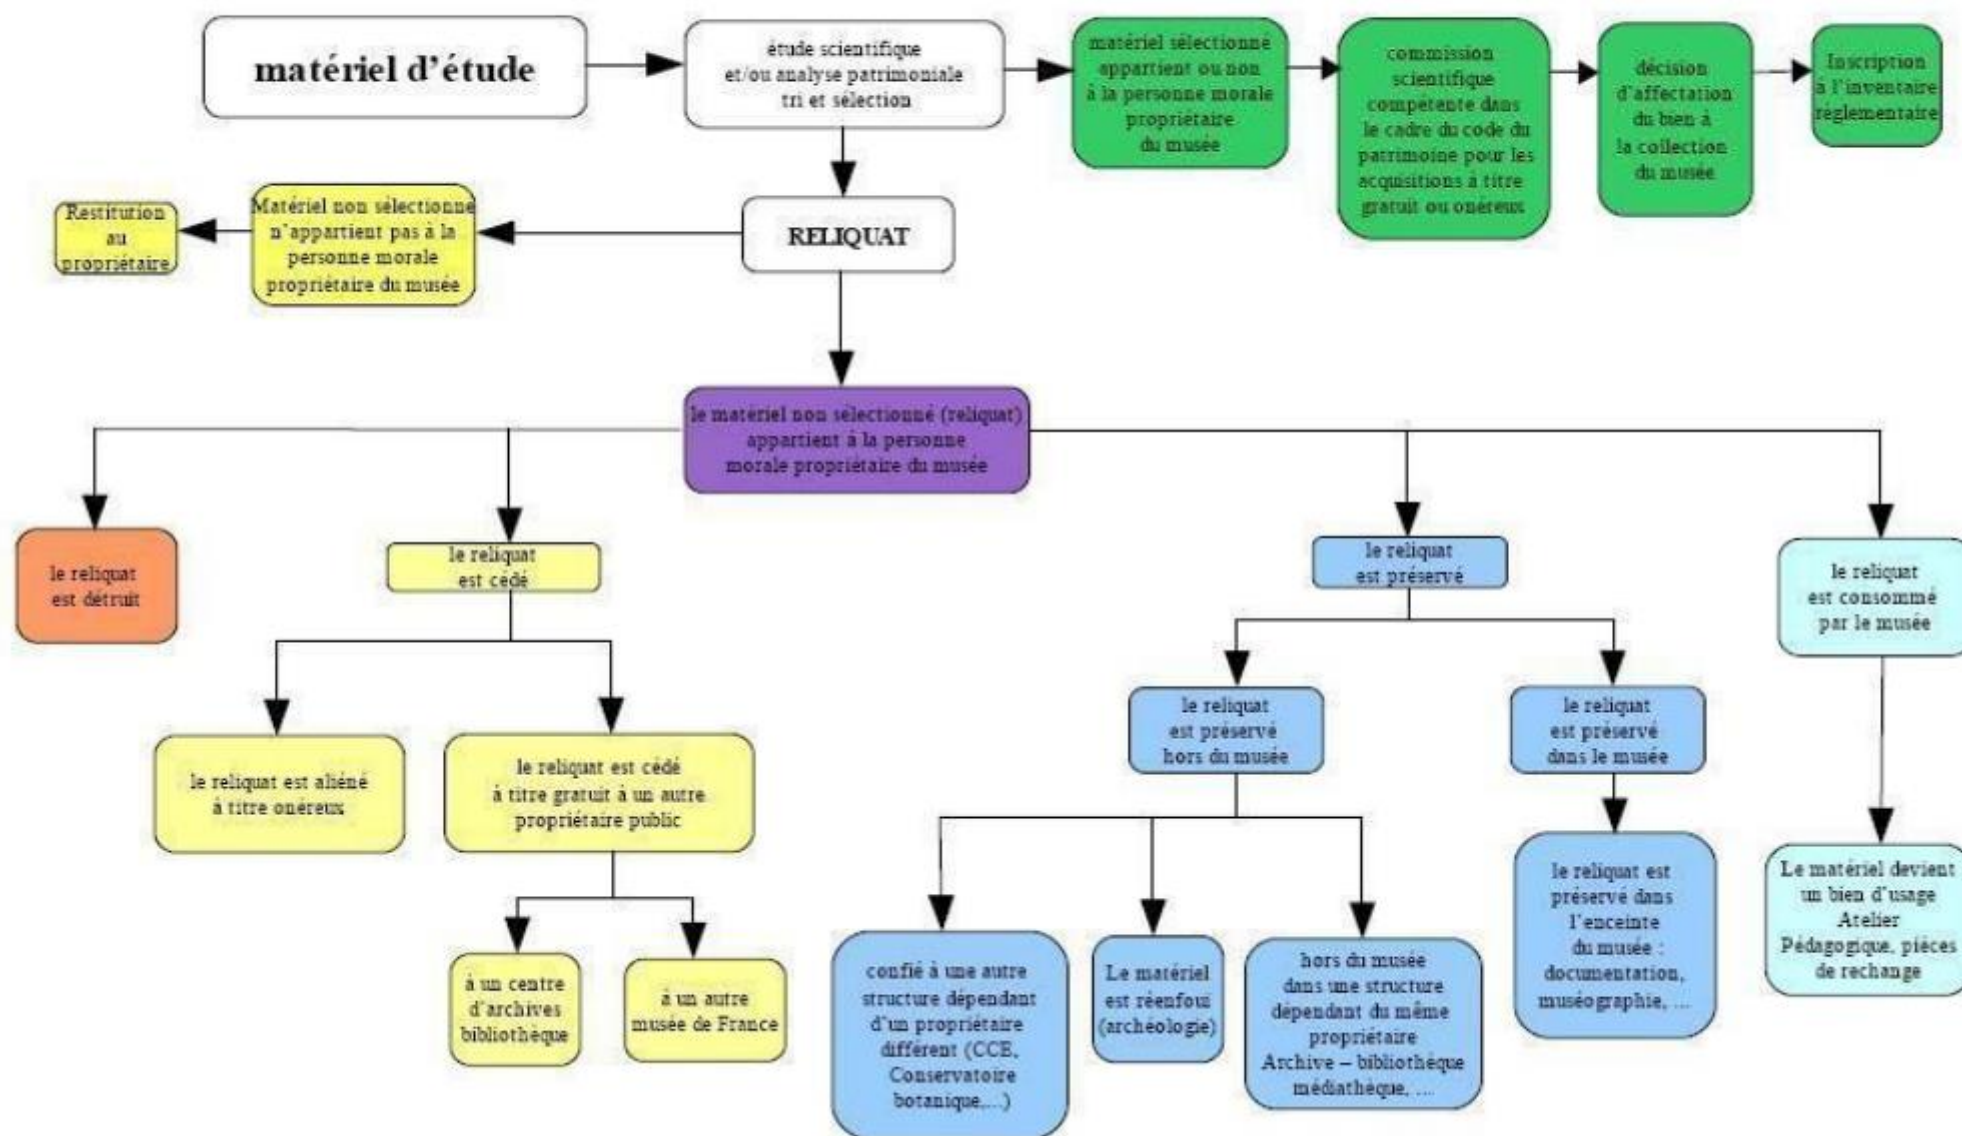 matériel d'étude
étude scientifique
et/ou analyse patrimoniale
tri et sélection
matériel sélectionné
appartient ou non
à la personne morale
propriétaire
du musée
commission
scientifique
compétente dans
le cadre du code du
patrimoine pour les
acquisitions à titre
gratuit ou onéreux
décision
d'affectation
du bien à
la collection
du musée
Inscription
à l'inventaire
réglementaire
Restitution
au
propriétaire
Matériel non sélectionné
n'appartient pas à la
personne morale
propriétaire du musée
RELIQUAT
le matériel non sélectionné (reliquat)
appartient à la personne
morale propriétaire du musée
le reliquat
est détruit
le reliquat
est cédé
le reliquat
est préservé
le reliquat
est consommé
par le musée
le reliquat est aliéné
à titre onéreux
le reliquat est cédé
à titre gratuit à un autre
propriétaire public
le reliquat
est préservé
hors du musée
le reliquat
est préservé
dans le musée
à un centre
d'archives
bibliothèque
à un autre
musée de France
confié à une autre
structure dépendant
d'un propriétaire
différent (CCE,
Conservatoire
botanique,...)
Le matériel
est réenfoui
(archéologie)
hors du musée
dans une structure
dépendant du même
propriétaire
Archive – bibliothèque
médiathèque, ....
le reliquat est
préservé dans
l'enceinte
du musée :
documentation,
muséographie, ...
Le matériel devient
un bien d'usage
Atelier
Pédagogique, pièces
de rechange